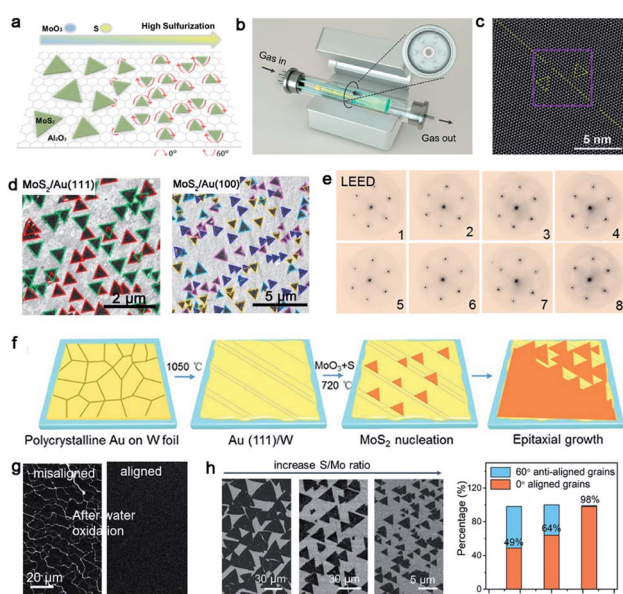 a
MoO₃
S
High Sulfurization
MoS₂
Al₂O₃
0°
60°
b
Gas in
Gas out
c
5 nm
d
MoS₂/Au(111)
2 μm
MoS₂/Au(100)
5 μm
e
LEED
1
2
3
4
5
6
7
8
f
1050 ℃
MoO₃+S
720 ℃
Polycrystalline Au on W foil
Au (111)/W
MoS₂ nucleation
Epitaxial growth
g
misaligned
aligned
After water
oxidation
20 μm
h
increase S/Mo ratio
30 μm
30 μm
5 μm
Percentage (%)
120
80
40
0
60° anti-aligned grains
0° aligned grains
49%
64%
98%